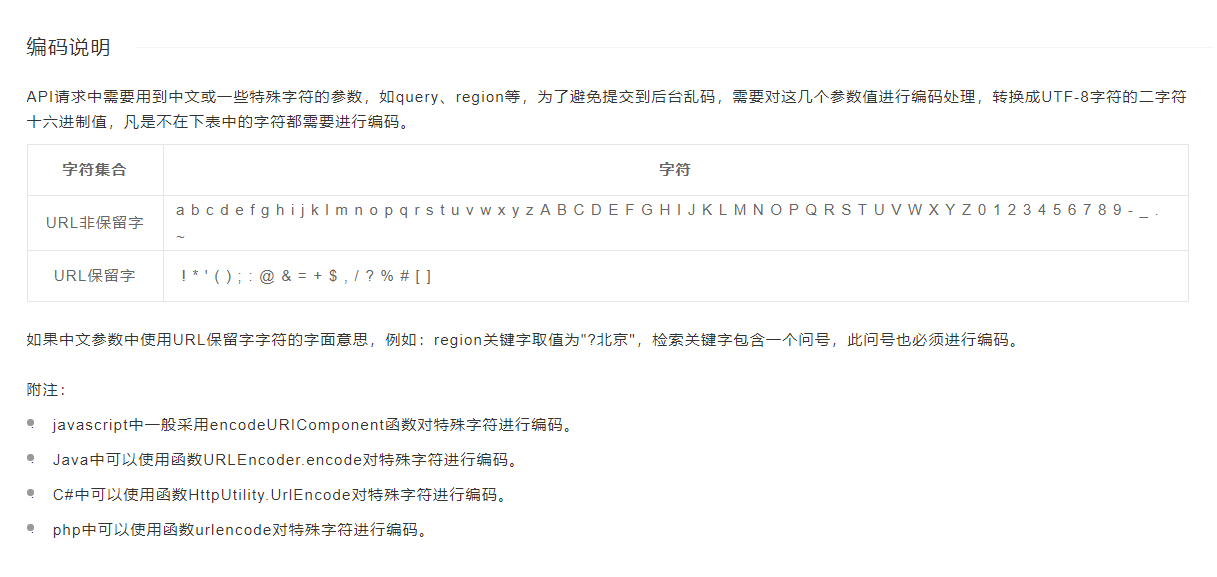 编码说明
API请求中需要用到中文或一些特殊字符的参数，如query、region等，为了避免提交到后台乱码，需要对这几个参数值进行编码处理，转换成UTF-8字符的二字符
十六进制值，凡是不在下表中的字符都需要进行编码。
字符集合 字符
URL非保留字 a b c d e f g h i j k l m n o p q r s t u v w x y z A B C D E F G H I J K L M N O P Q R S T U V W X Y Z 0 1 2 3 4 5 6 7 8 9 - _ .
~
URL保留字 ! * ' ( ) ; : @ & = + $ , / ? % # [ ]
如果中文参数中使用URL保留字字符的字面意思，例如：region关键字取值为"?北京"，检索关键字包含一个问号，此问号也必须进行编码。
附注：
javascript中一般采用encodeURIComponent函数对特殊字符进行编码。
Java中可以使用函数URLEncoder.encode对特殊字符进行编码。
C#中可以使用函数HttpUtility.UrlEncode对特殊字符进行编码。
php中可以使用函数urlencode对特殊字符进行编码。